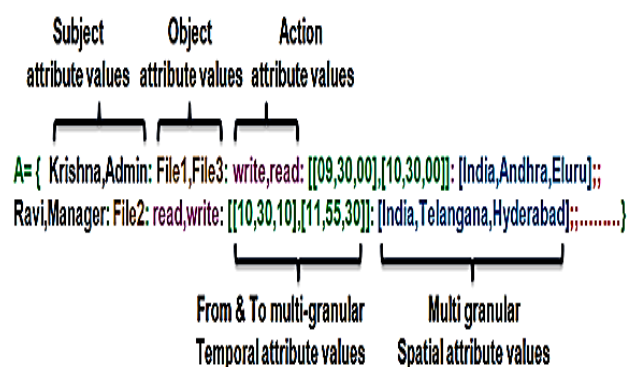 Subject Object Action
attribute values attribute values attribute values
A= { Krishna,Admin: File1,File3: write,read: [[09,30,00],[10,30,00]]: [India,Andhra,Eluru];;
Ravi,Manager: File2: read,write: [[10,30,10],[11,55,30]]: [India,Telangana,Hyderabad];;.........}
From & To multi-granular Multi granular
Temporal attribute values Spatial attribute values